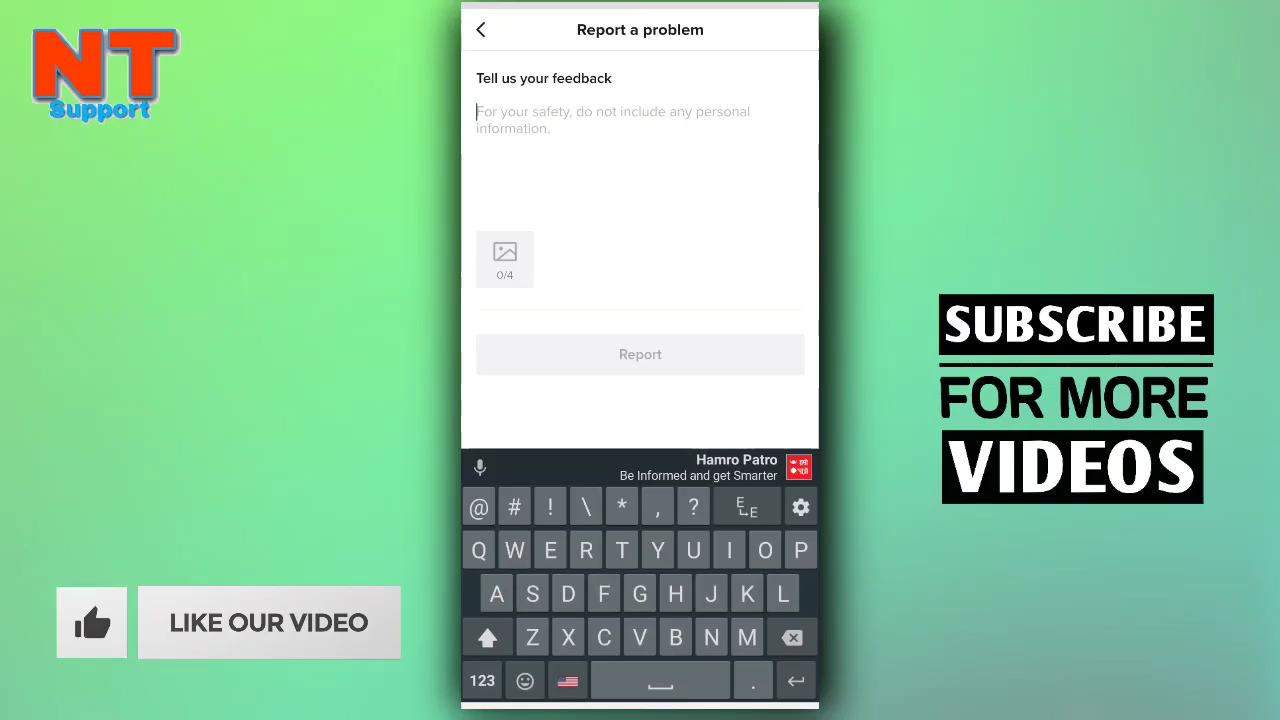 NT
Support
Report a problem
Tell us your feedback
For your safety, do not include any personal
information.
0/4
Report
SUBSCRIBE
FOR MORE
VIDEOS
LIKE OUR VIDEO
Hamro Patro
Be Informed and get Smarter
@ # ! \ * , ? E E
Q W E R T Y U I O P
A S D F G H J K L
Z X C V B N M
123 .